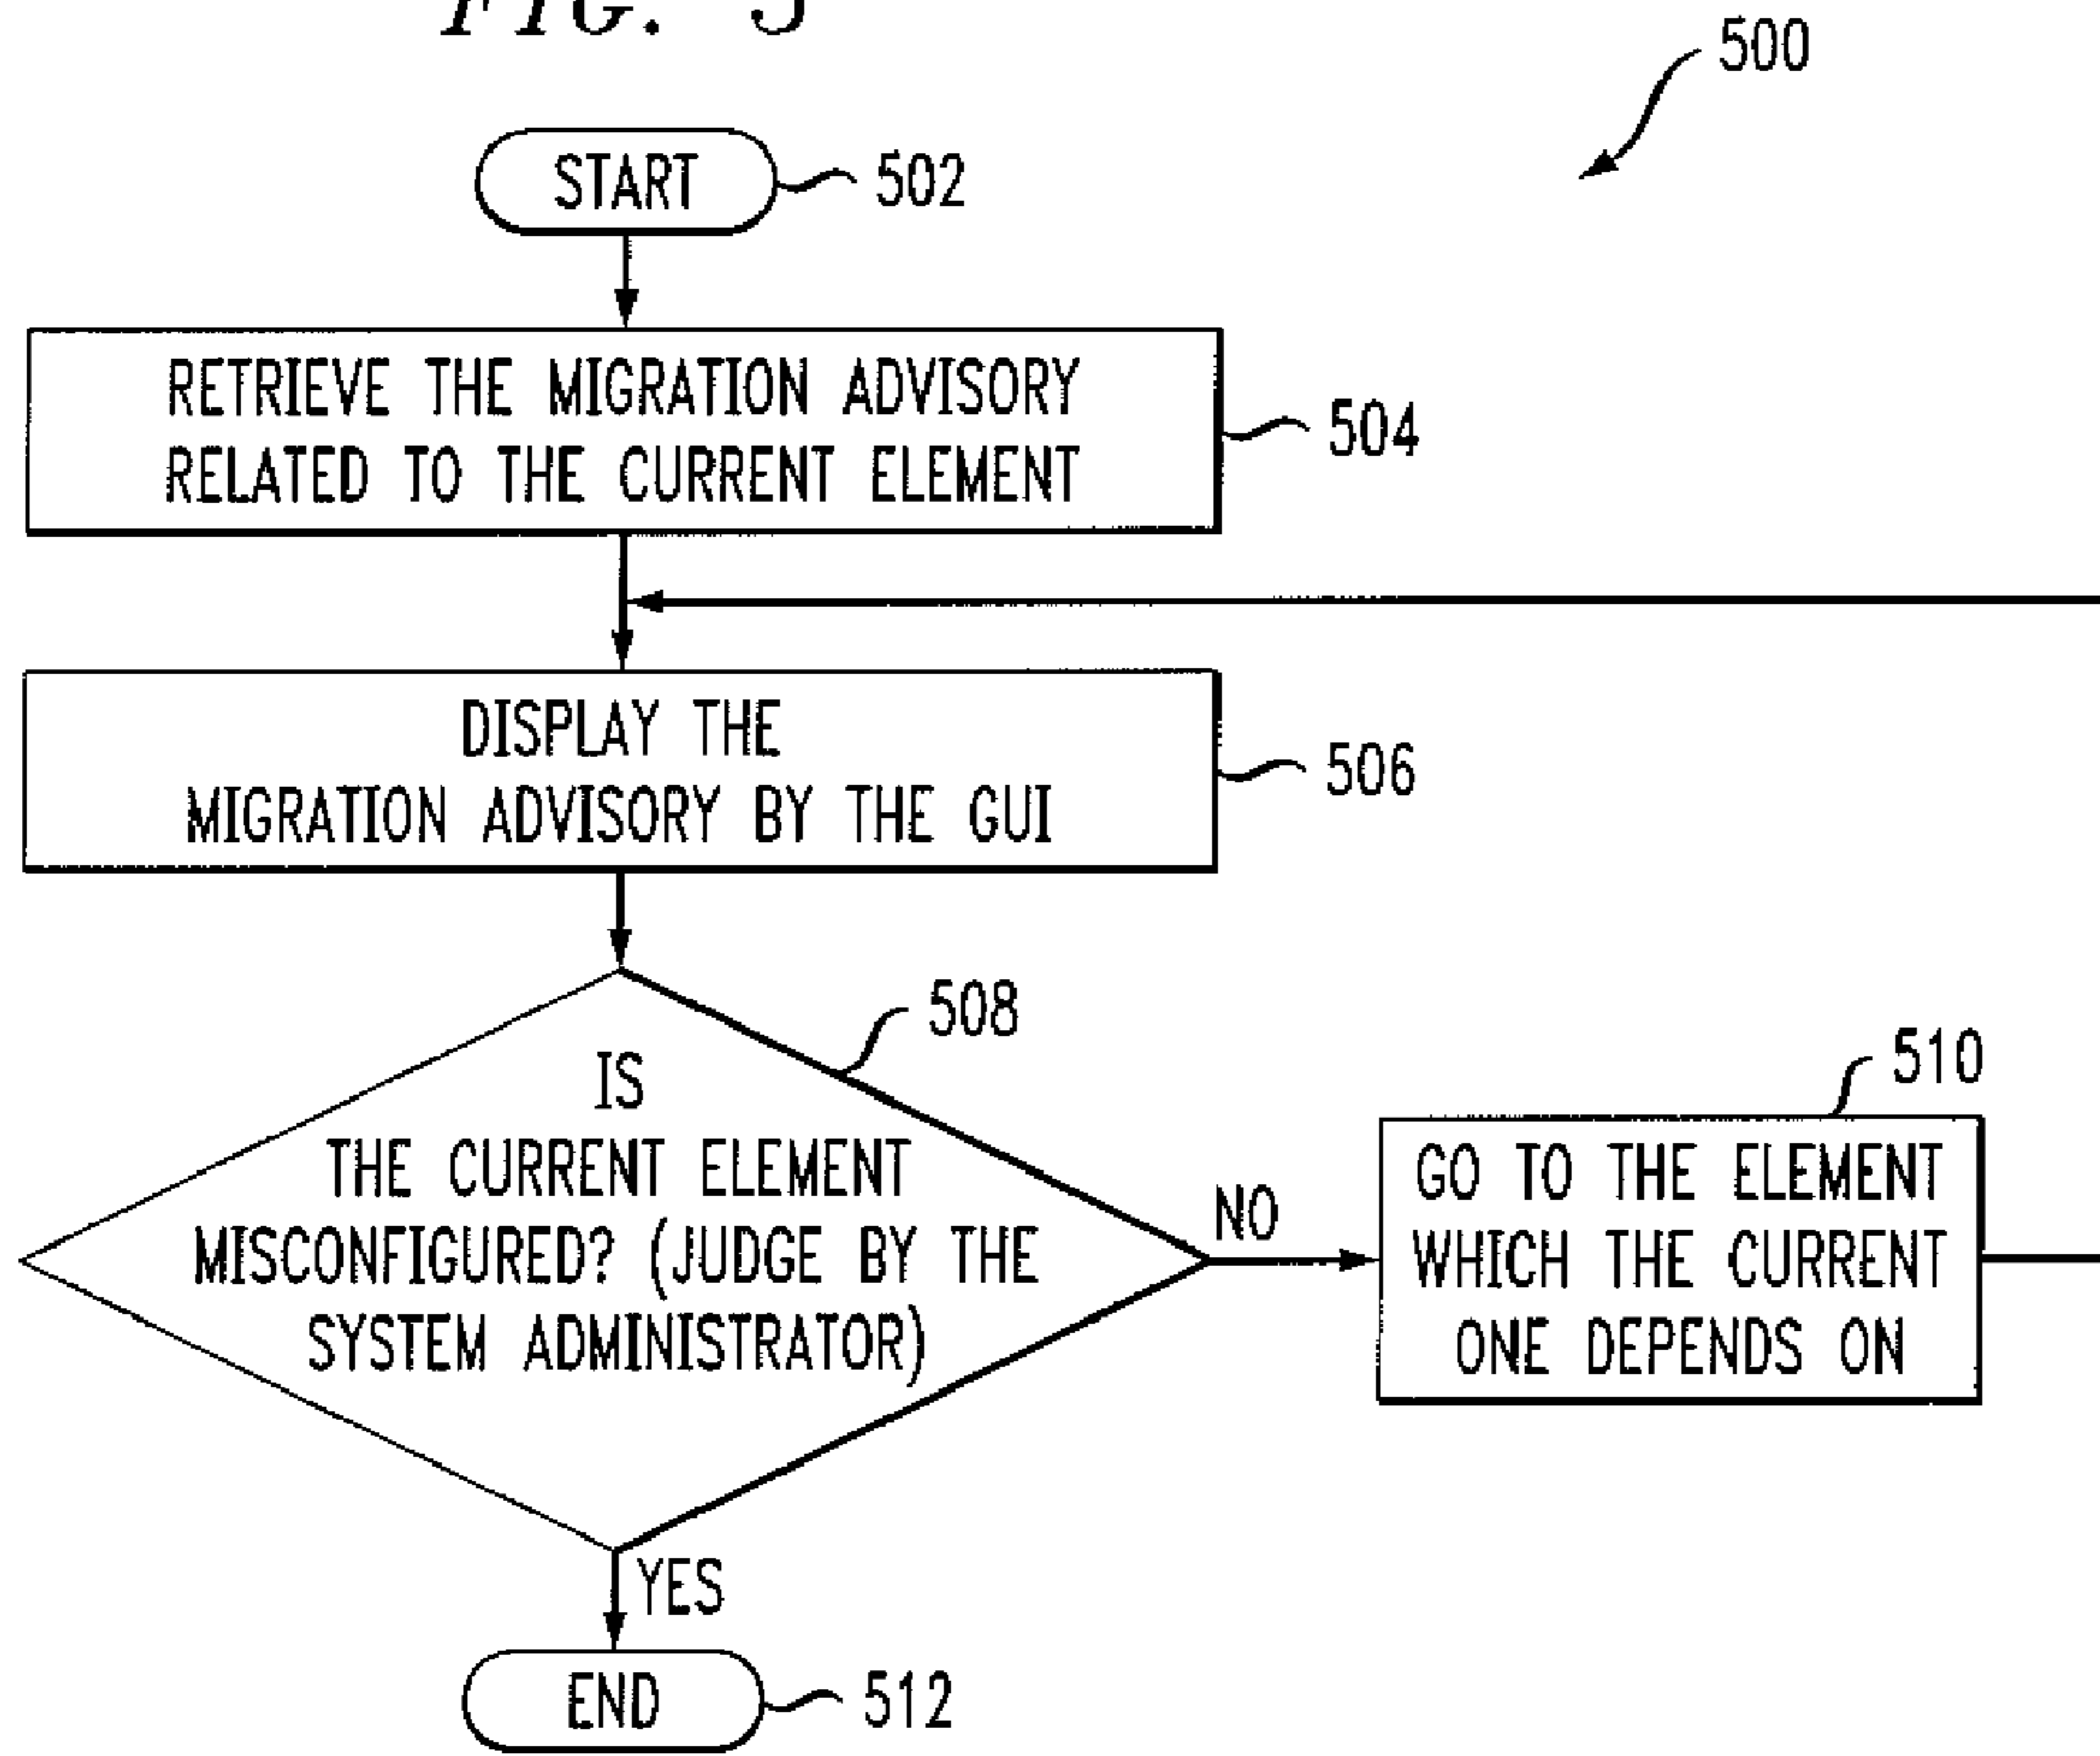 FIG. 5
500
START
502
RETRIEVE THE MIGRATION ADVISORY
RELATED TO THE CURRENT ELEMENT
504
DISPLAY THE
MIGRATION ADVISORY BY THE GUI
506
508
IS
THE CURRENT ELEMENT
MISCONFIGURED? (JUDGE BY THE
SYSTEM ADMINISTRATOR)
NO
510
GO TO THE ELEMENT
WHICH THE CURRENT
ONE DEPENDS ON
YES
END
512